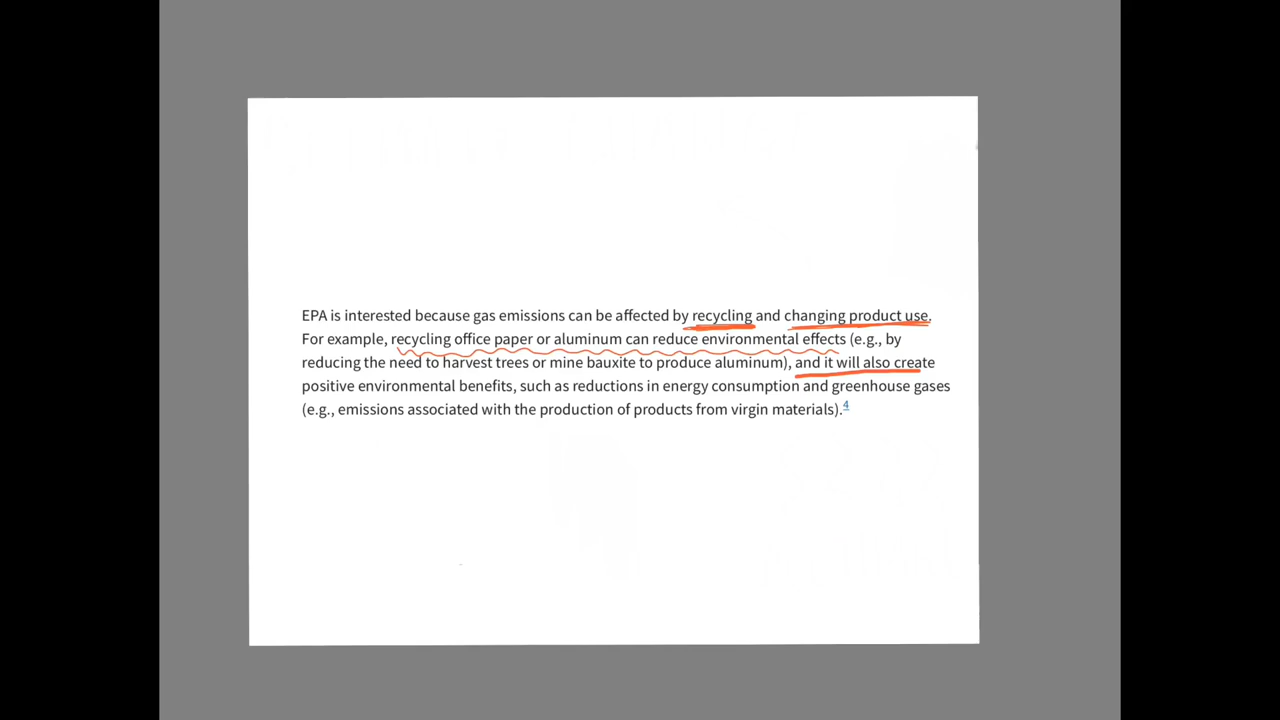 EPA is interested because gas emissions can be affected by recycling and changing product use.
For example, recycling office paper or aluminum can reduce environmental effects (e.g., by
reducing the need to harvest trees or mine bauxite to produce aluminum), and it will also create
positive environmental benefits, such as reductions in energy consumption and greenhouse gases
(e.g., emissions associated with the production of products from virgin materials).4